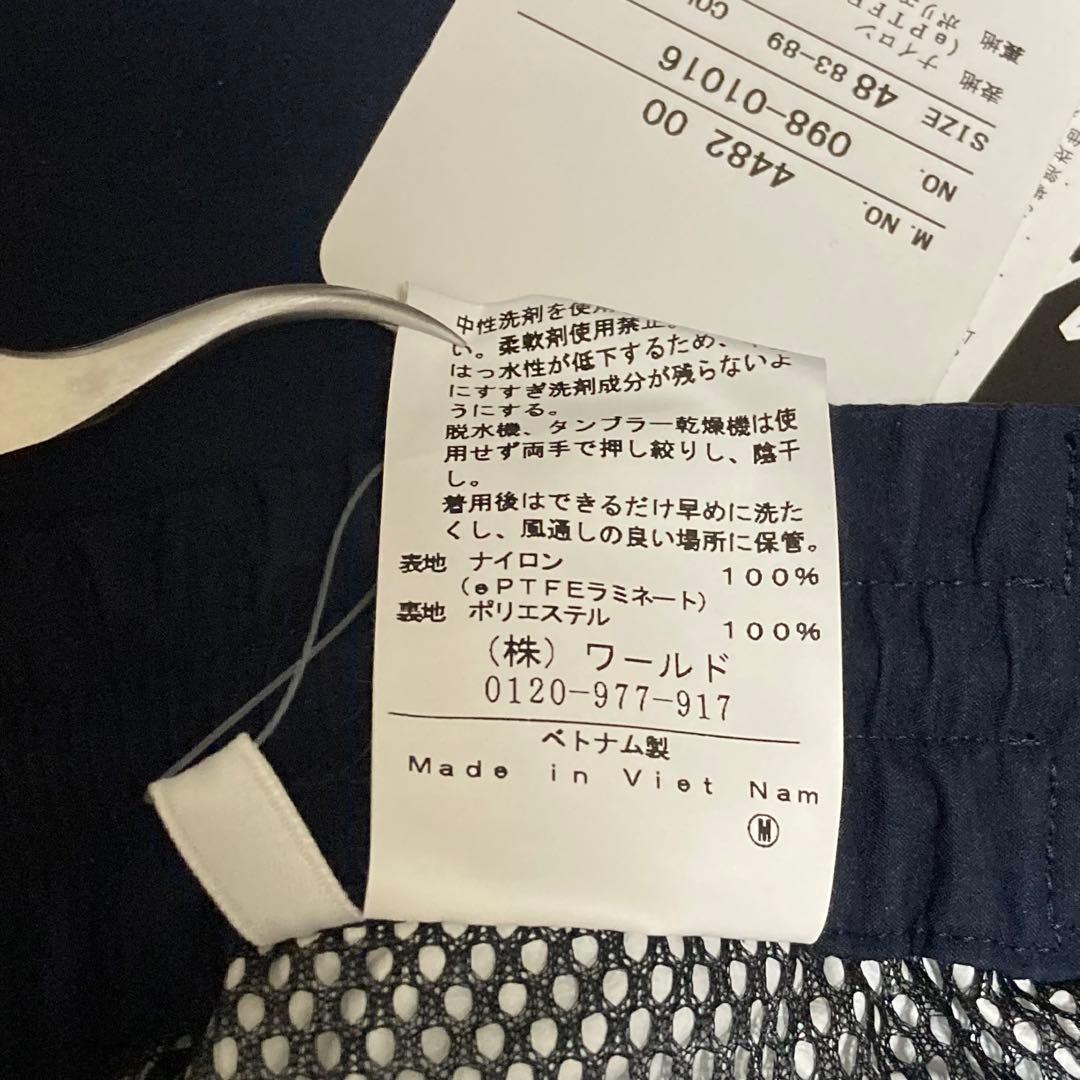 M. NO. 4482 00
NO. 098-01016
SIZE 48 83-89
表地 ナイロン
裏地
中性洗剤を使
い。柔軟剤使用禁止。
はっ水性が低下するため、
にすすぎ洗剤成分が残らないよ
うにする。
脱水機、タンブラー乾燥機は使
用せず両手で押し絞りし、陰干
し。
着用後はできるだけ早めに洗た
くし、風通しの良い場所に保管。
表地 ナイロン 100%
(ePTFEラミネート)
裏地 ポリエステル 100%
(株) ワールド
0120-977-917
ベトナム製
Made in Viet Nam
M